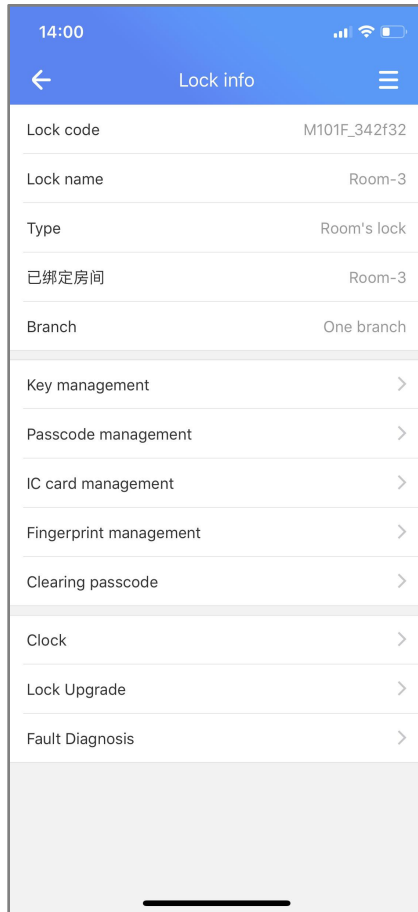 14:00
Lock info
Lock code M101F_342f32
Lock name Room-3
Type Room's lock
已绑定房间 Room-3
Branch One branch
Key management
Passcode management
IC card management
Fingerprint management
Clearing passcode
Clock
Lock Upgrade
Fault Diagnosis